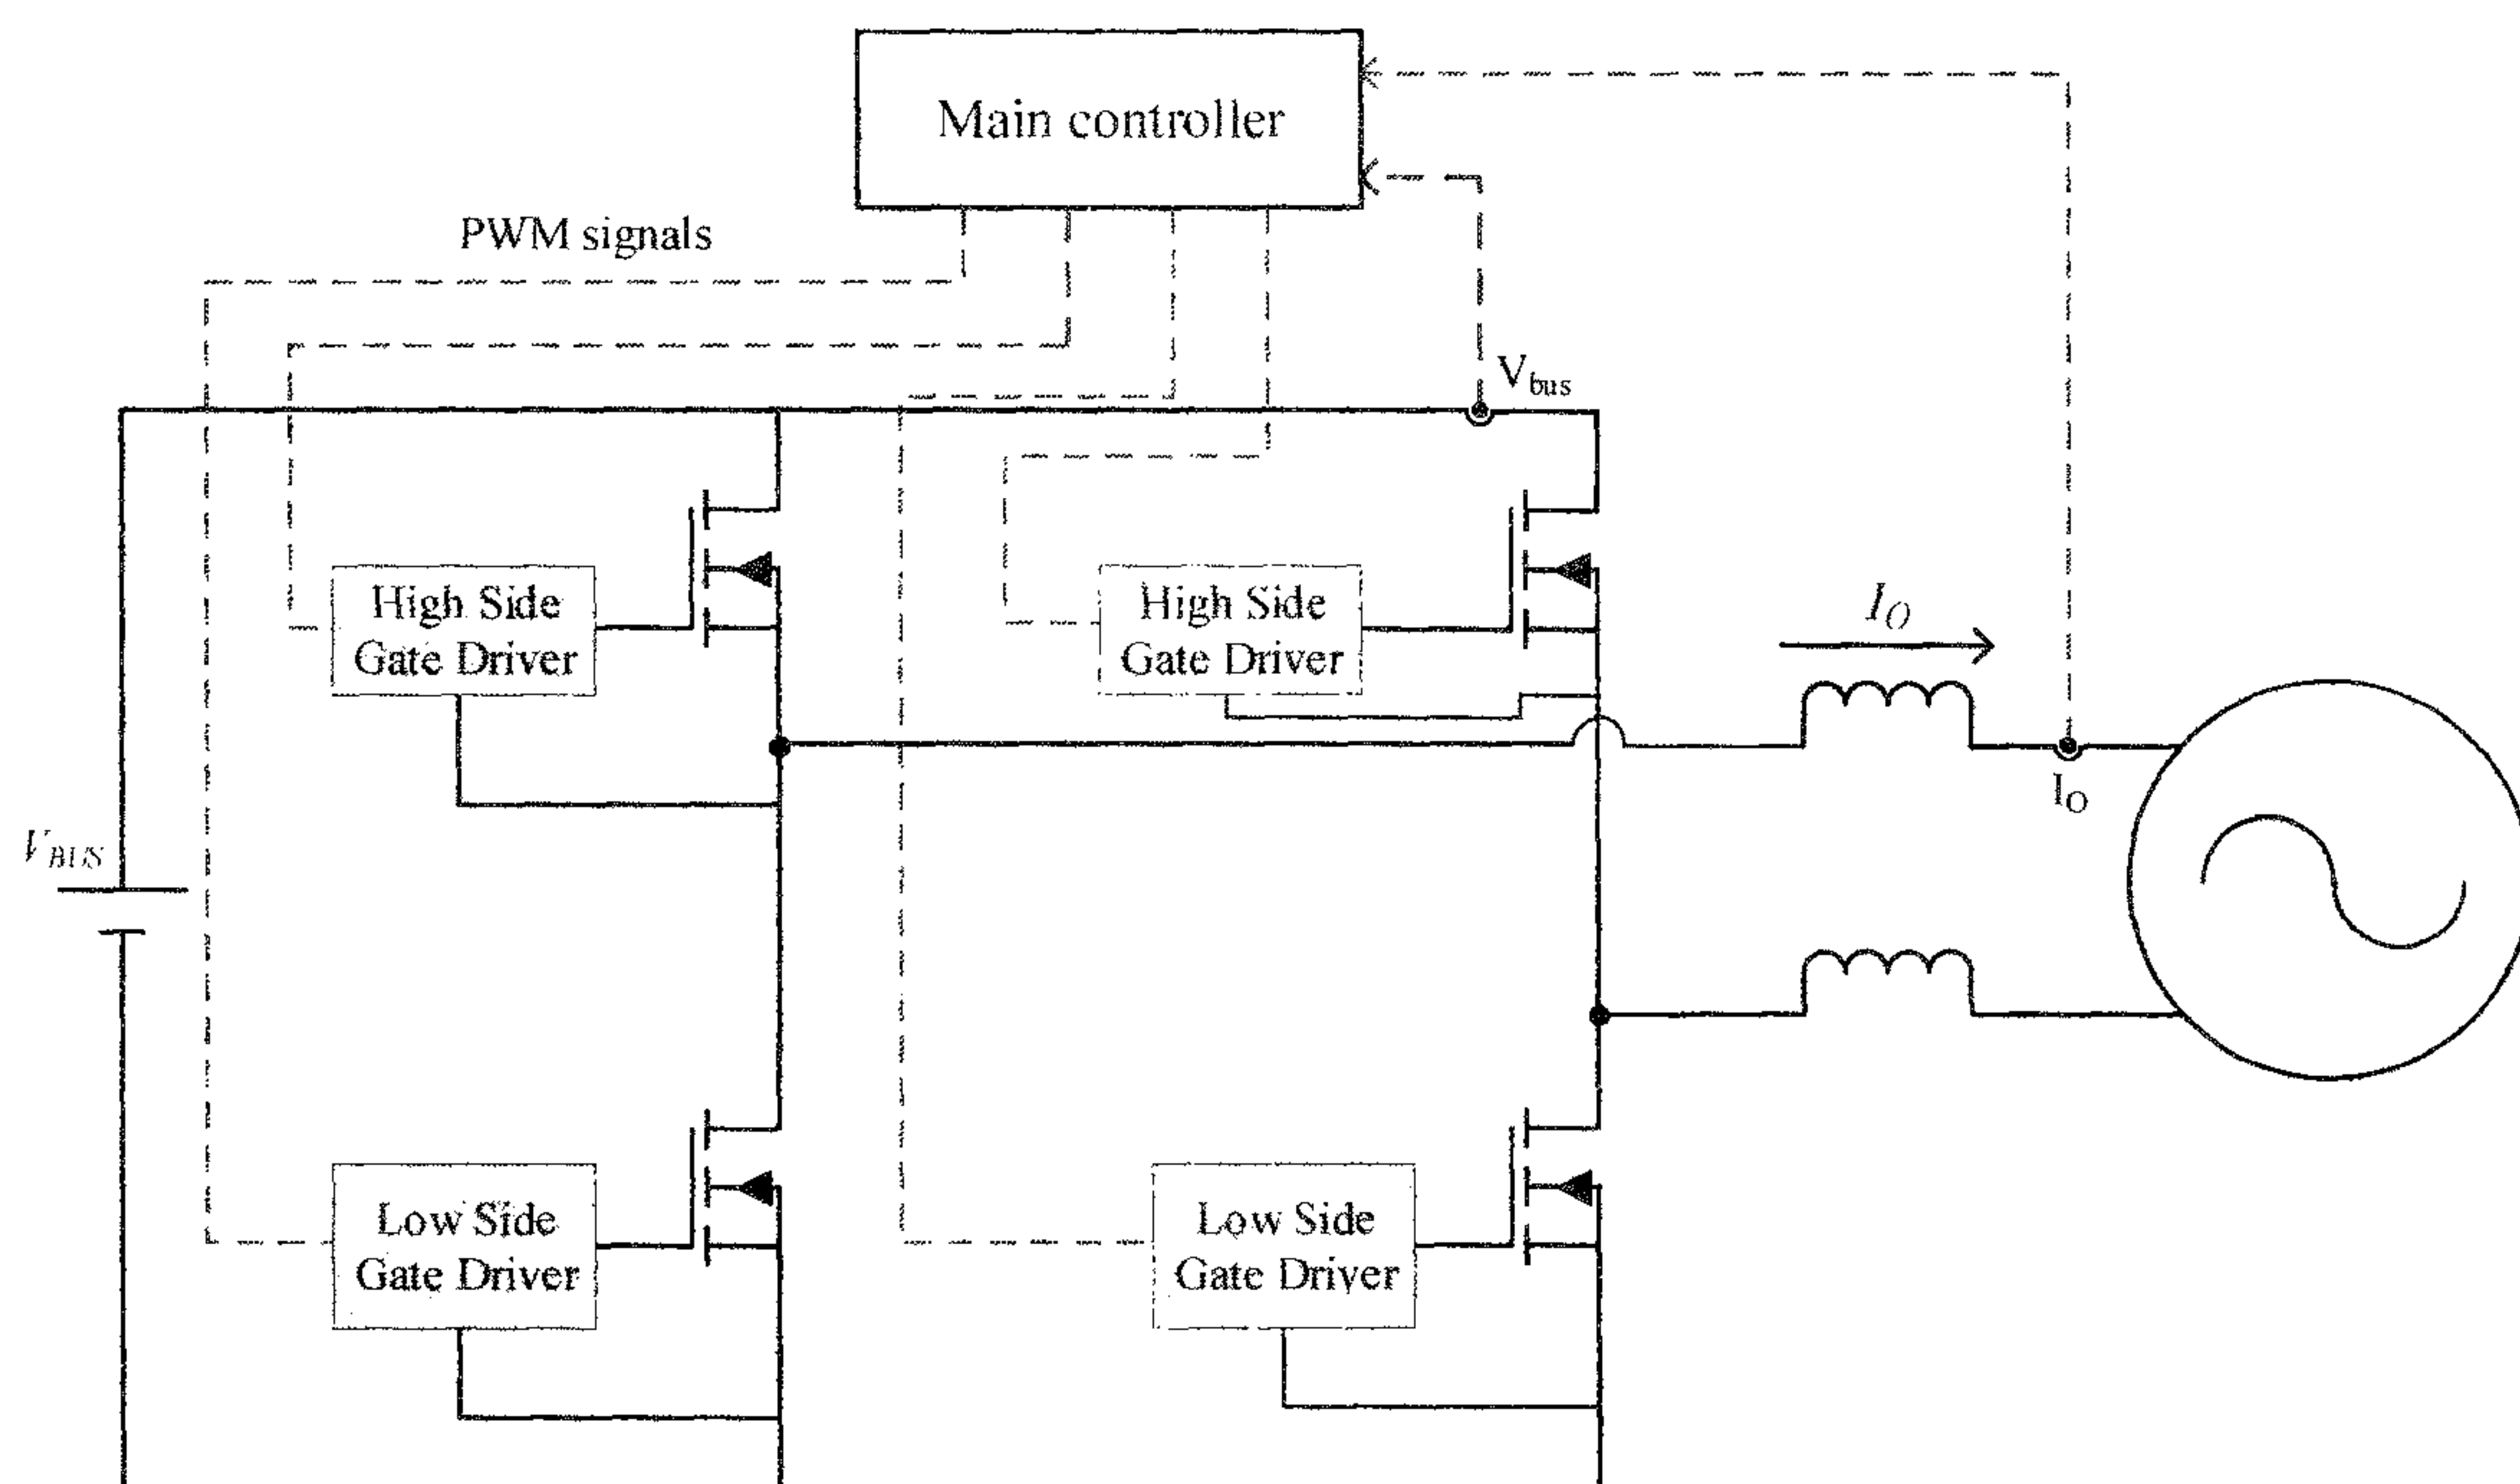 Main controller
PWM signals
Vbus
High Side
Gate Driver
High Side
Gate Driver
IO
IO
VBUS
Low Side
Gate Driver
Low Side
Gate Driver